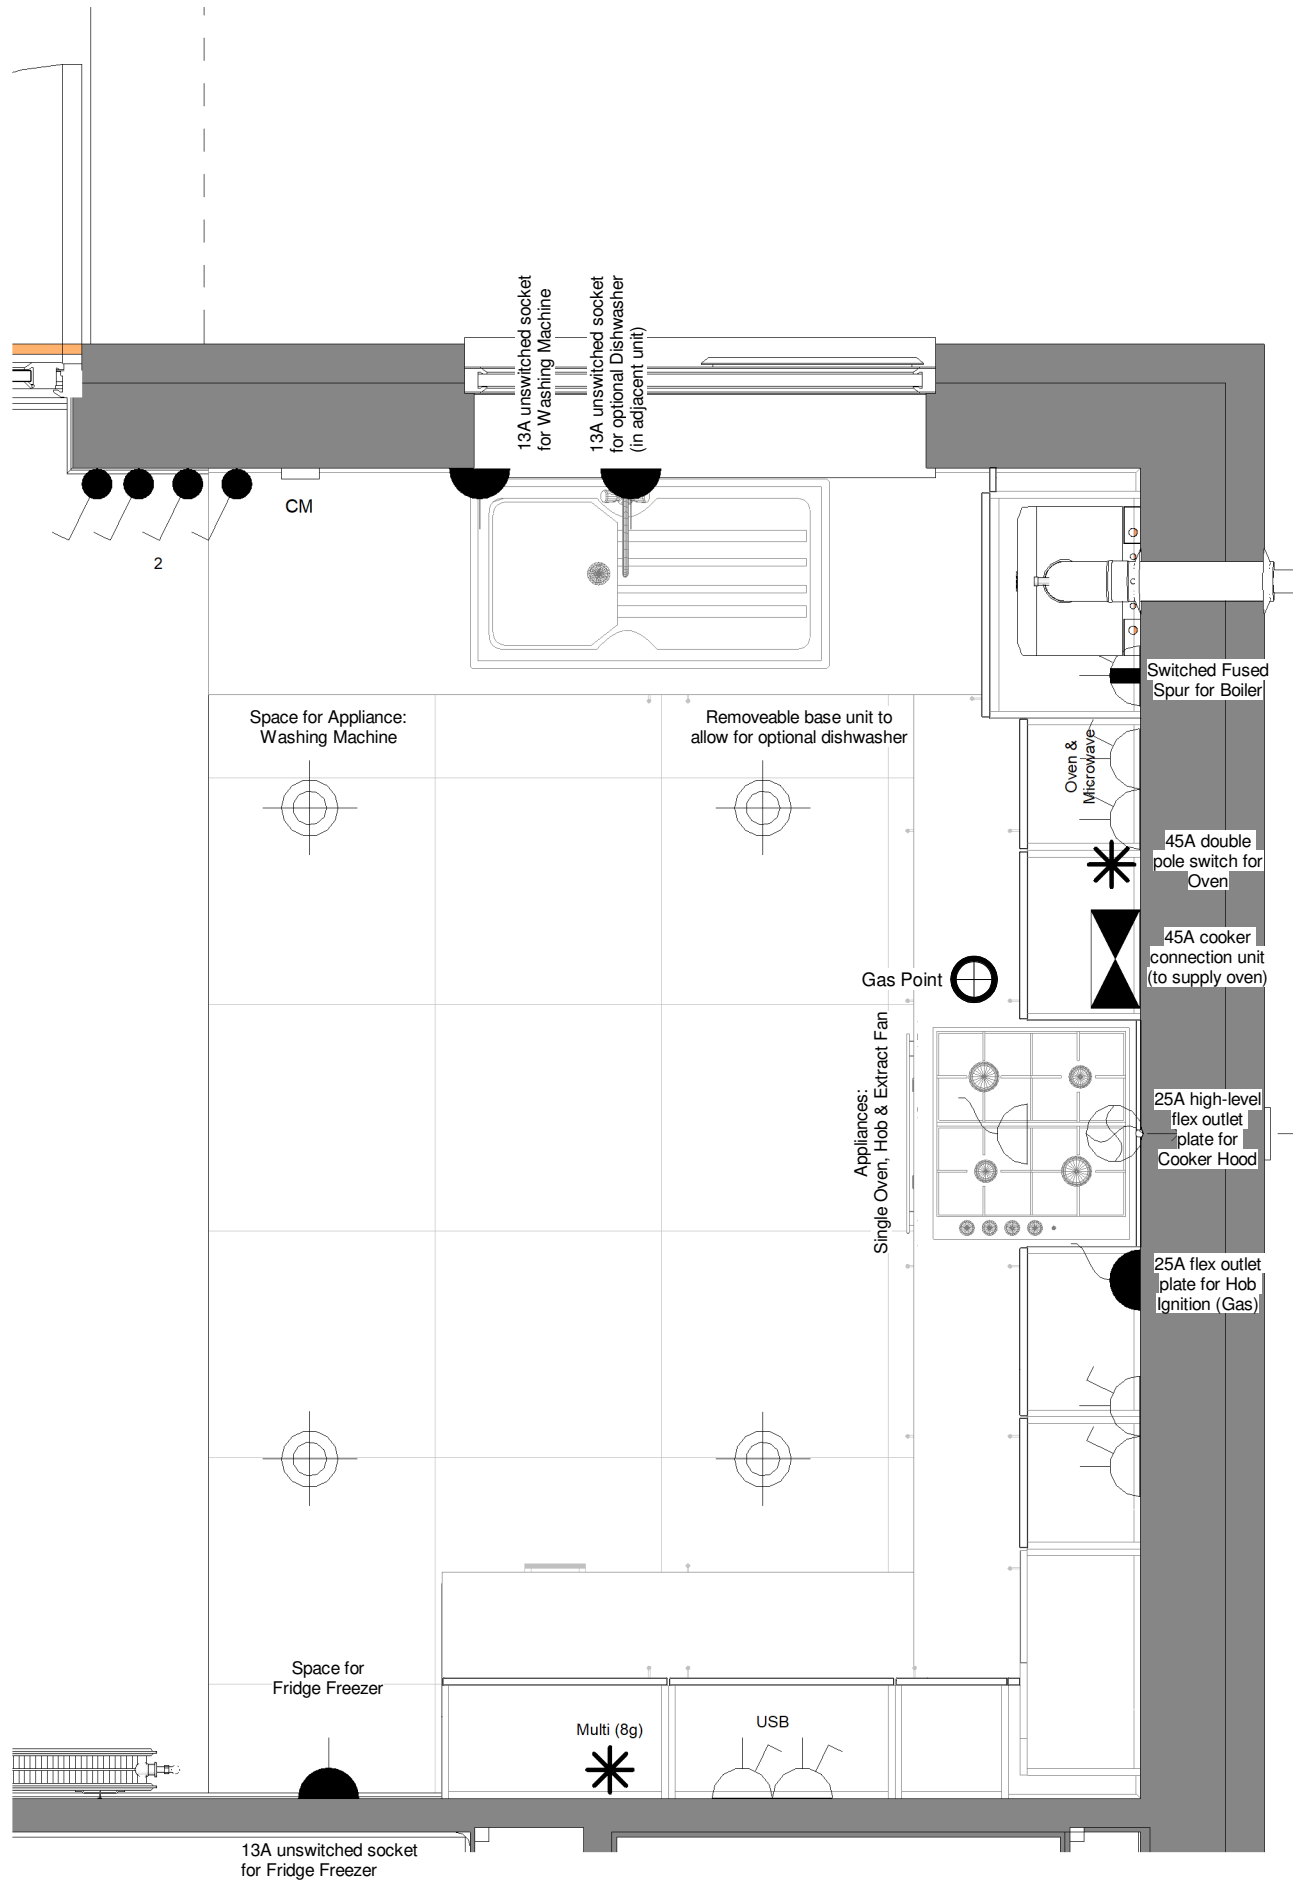 13A unswitched socket
for Washing Machine
13A unswitched socket
for optional Dishwasher
(in adjacent unit)
CM
2
Switched Fused
Spur for Boiler
Space for Appliance:
Washing Machine
Removeable base unit to
allow for optional dishwasher
Oven &
Microwave
45A double
pole switch for
Oven
45A cooker
connection unit
(to supply oven)
Gas Point
Appliances:
Single Oven, Hob & Extract Fan
25A high-level
flex outlet
plate for
Cooker Hood
25A flex outlet
plate for Hob
Ignition (Gas)
Space for
Fridge Freezer
Multi (8g)
USB
13A unswitched socket
for Fridge Freezer